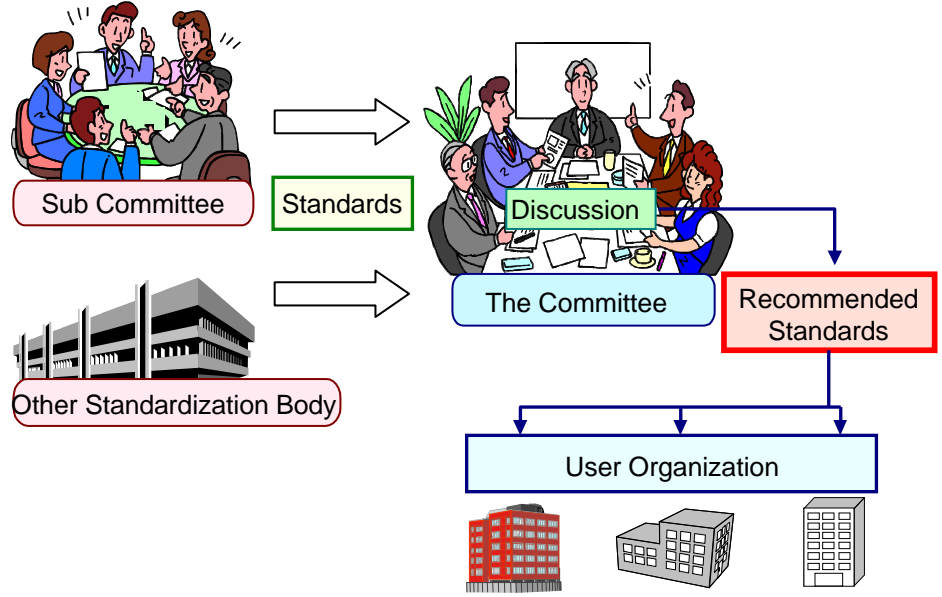 Sub Committee
Standards
Discussion
The Committee
Recommended
Standards
Other Standardization Body
User Organization